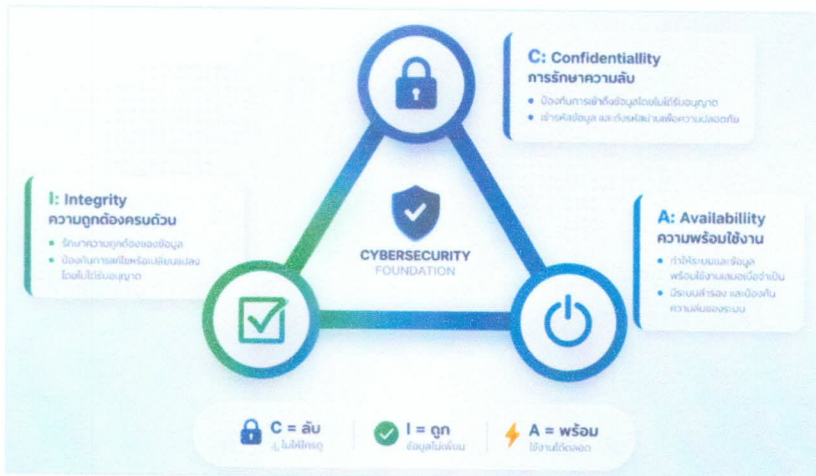 C: Confidentiallity
การรักษาความลับ
ป้องกันการเข้าถึงข้อมูลโดยไม่ได้รับอนุญาต
เข้ารหัสข้อมูล และตั้งรหัสผ่านเพื่อความปลอดภัย
I: Integrity
ความถูกต้องครบถ้วน
รักษาความถูกต้องของข้อมูล
ป้องกันการแก้ไขหรือเปลี่ยนแปลง
โดยไม่ได้รับอนุญาต
CYBERSECURITY
FOUNDATION
A: Availability
ความพร้อมใช้งาน
ทำให้ระบบและข้อมูล
พร้อมใช้งานเสมอเมื่อจำเป็น
มีระบบสำรอง และป้องกัน
ความล่มของระบบ
C = ลับ
ไม่ให้ใครดู
I = ถูก
ข้อมูลไม่เพี้ยน
A = พร้อม
ใช้งานได้ตลอด